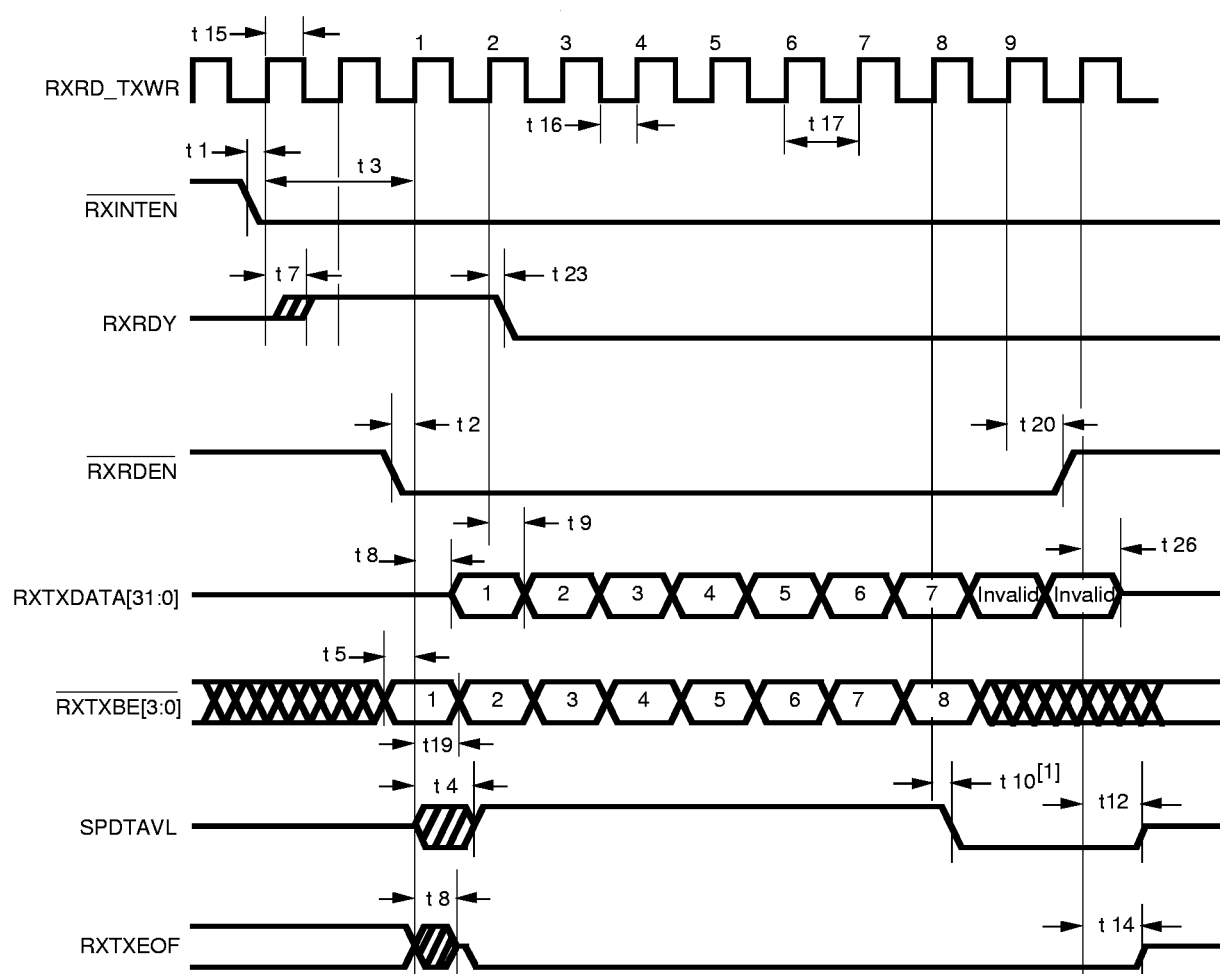 t 15
1 2 3 4 5 6 7 8 9
RXRD_TXWR
t 16
t 17
t 1
t 3
RXINTEN
t 7
t 23
RXRDY
t 2
t 20
RXRDEN
t 9
t 8
t 26
RXTXDATA[31:0]
1 2 3 4 5 6 7 Invalid Invalid
t 5
RXTXBE[3:0]
1 2 3 4 5 6 7 8
t19
t 4
t 10[1]
t12
SPDTAVL
t 8
t 14
RXTXEOF